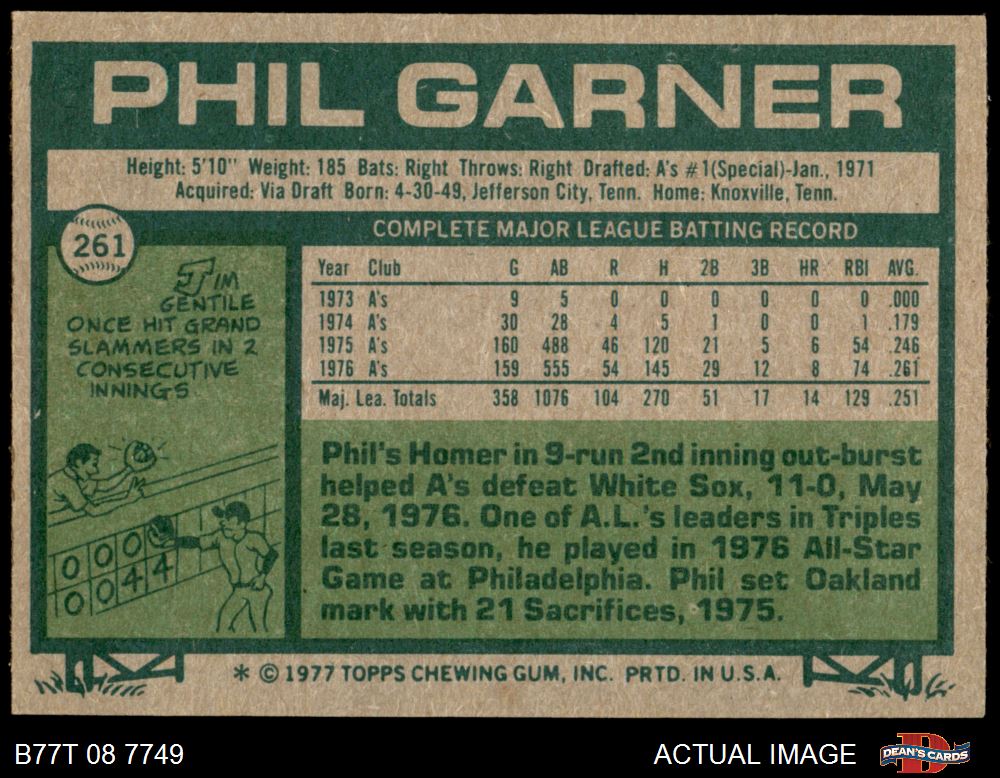 PHIL GARNER
Height: 5'10" Weight: 185 Bats: Right Throws: Right Drafted: A's #1(Special)-Jan., 1971
Acquired: Via Draft Born: 4-30-49, Jefferson City, Tenn. Home: Knoxville, Tenn.
261
JIM
GENTILE
ONCE HIT GRAND
SLAMMERS IN 2
CONSECUTIVE
INNINGS
0 0 0
0 0 4 4
COMPLETE MAJOR LEAGUE BATTING RECORD
Year Club G AB R H 2B 3B HR RBI AVG.
1973 A's 9 5 0 0 0 0 0 0 .000
1974 A's 30 28 4 5 1 0 0 1 .179
1975 A's 160 488 46 120 21 5 6 54 .246
1976 A's 159 555 54 145 29 12 8 74 .261
Maj. Lea. Totals 358 1076 104 270 51 17 14 129 .251
Phil's Homer in 9-run 2nd inning out-burst
helped A's defeat White Sox, 11-0, May
28, 1976. One of A.L.'s leaders in Triples
last season, he played in 1976 All-Star
Game at Philadelphia. Phil set Oakland
mark with 21 Sacrifices, 1975.
* © 1977 TOPPS CHEWING GUM, INC. PRTD. IN U.S.A.
B77T 08 7749
ACTUAL IMAGE
DEAN'S CARDS